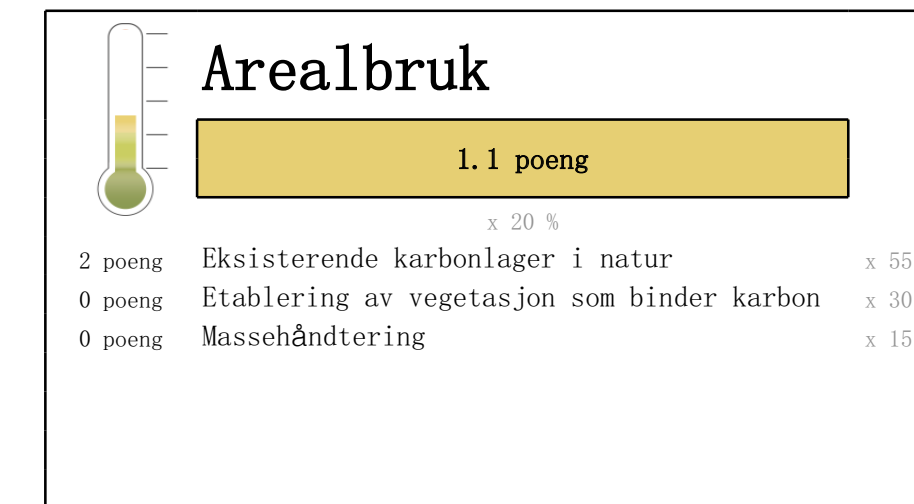 Arealbruk
1.1 poeng
x 20 %
2 poeng Eksisterende karbonlager i natur x 55
0 poeng Etablering av vegetasjon som binder karbon x 30
0 poeng Massehåndtering x 15